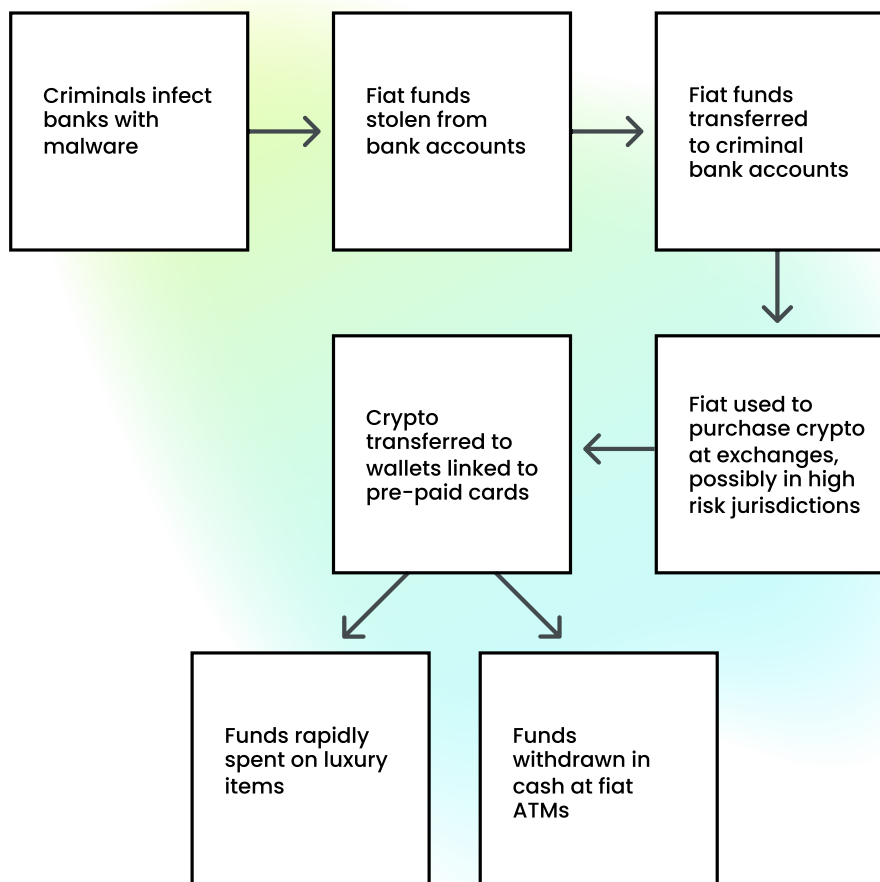 Criminals infect
banks with
malware
Fiat funds
stolen from
bank accounts
Fiat funds
transferred
to criminal
bank accounts
Fiat used to
purchase crypto
at exchanges,
possibly in high
risk jurisdictions
Crypto
transferred to
wallets linked to
pre-paid cards
Funds rapidly
spent on luxury
items
Funds
withdrawn in
cash at fiat
ATMs